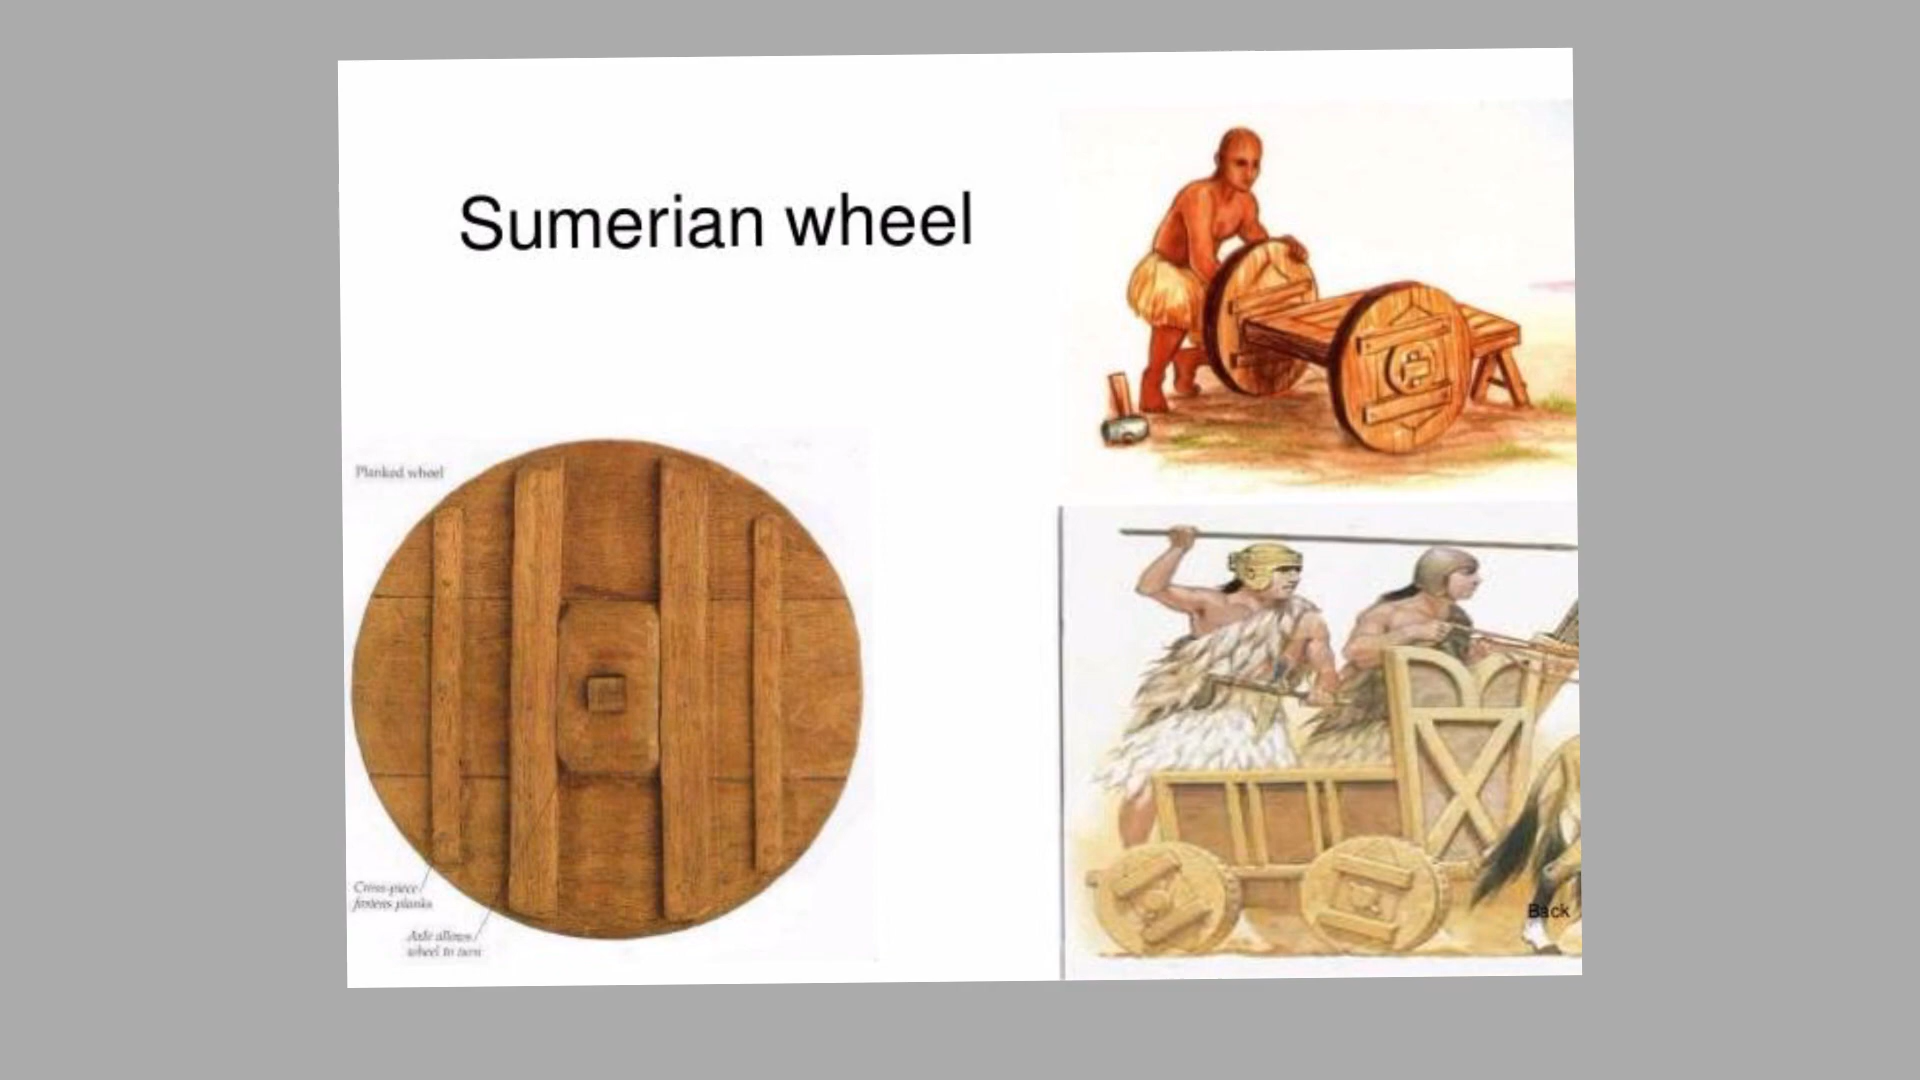 Sumerian wheel
Planked wheel
Cross-piece
fastens planks
Axle allows
wheel to turn
Back